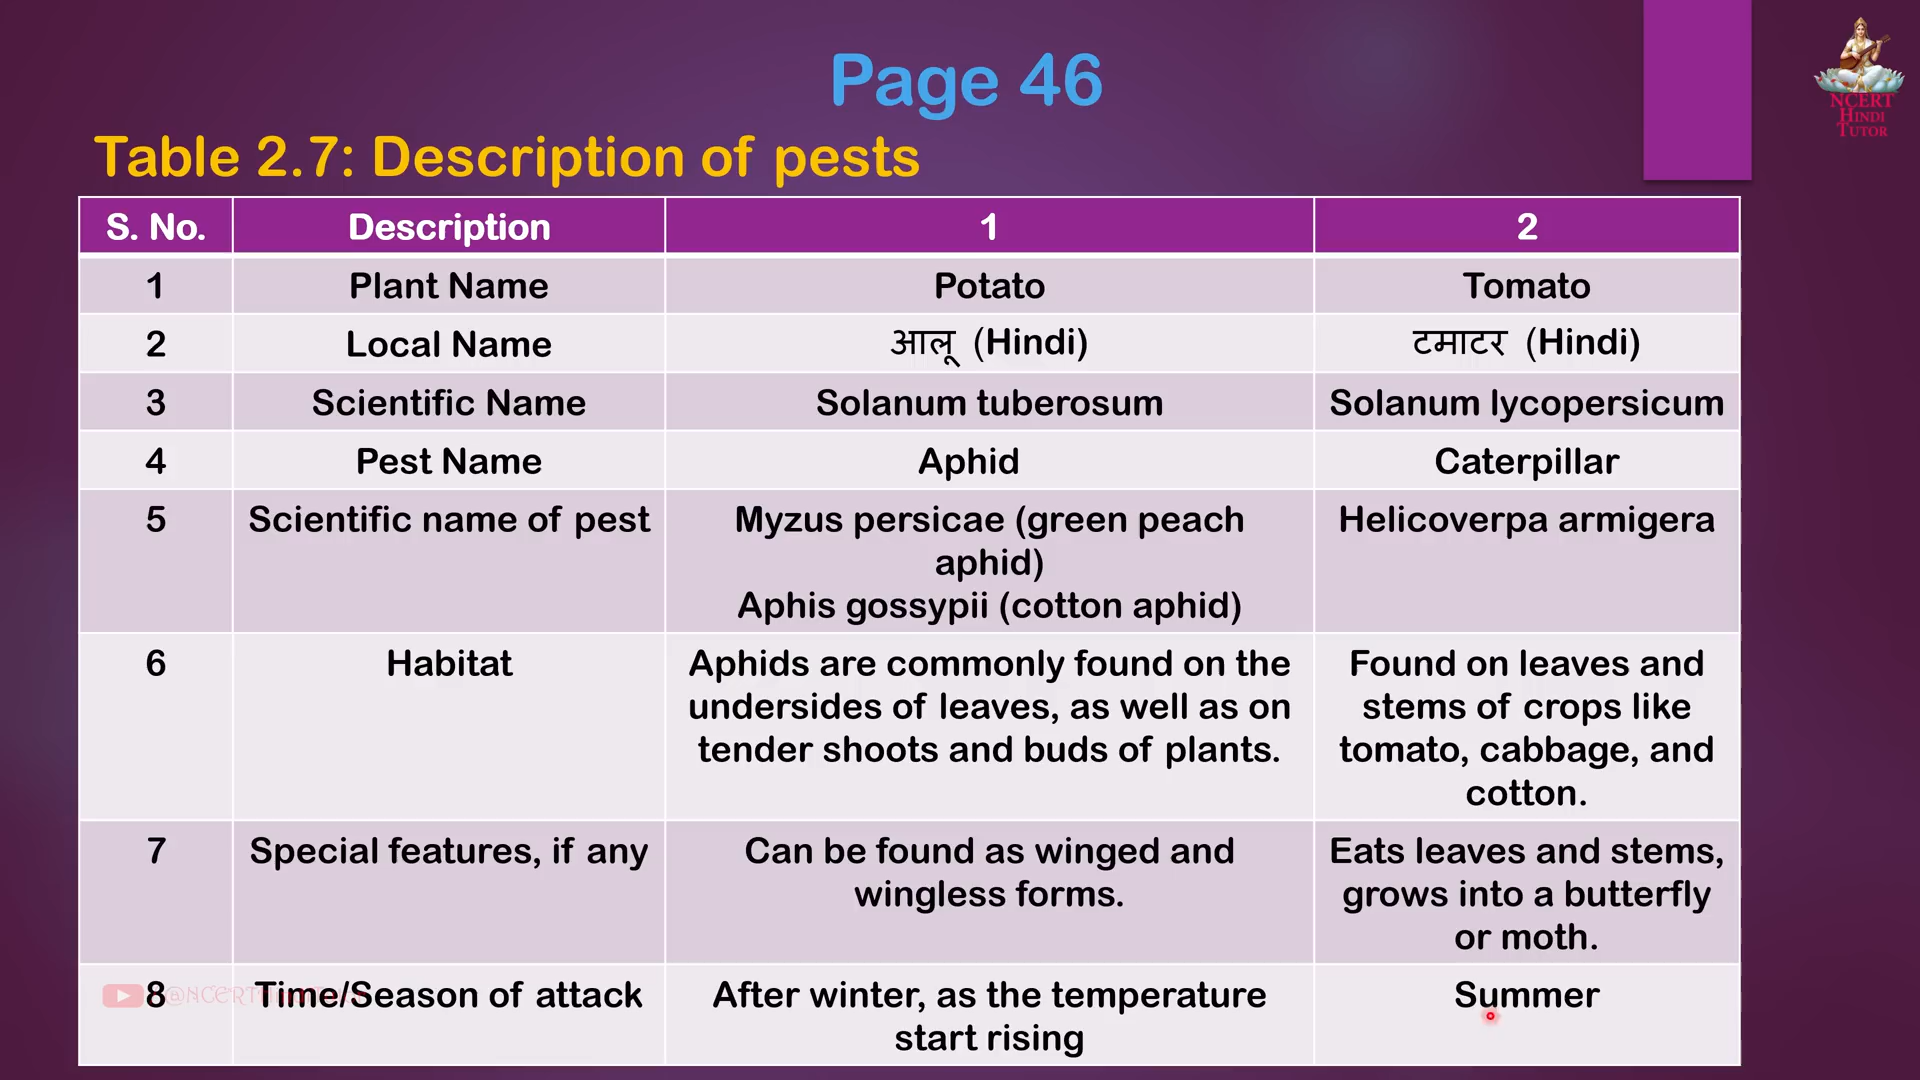 Page 46
NCERT
HINDI
TUTOR
Table 2.7: Description of pests
S. No. Description 1 2
1 Plant Name Potato Tomato
2 Local Name आलू (Hindi) टमाटर (Hindi)
3 Scientific Name Solanum tuberosum Solanum lycopersicum
4 Pest Name Aphid Caterpillar
5 Scientific name of pest Myzus persicae (green peach Helicoverpa armigera
aphid)
Aphis gossypii (cotton aphid)
6 Habitat Aphids are commonly found on the Found on leaves and
undersides of leaves, as well as on stems of crops like
tender shoots and buds of plants. tomato, cabbage, and
cotton.
7 Special features, if any Can be found as winged and Eats leaves and stems,
wingless forms. grows into a butterfly
or moth.
8 Time/Season of attack After winter, as the temperature Summer
start rising